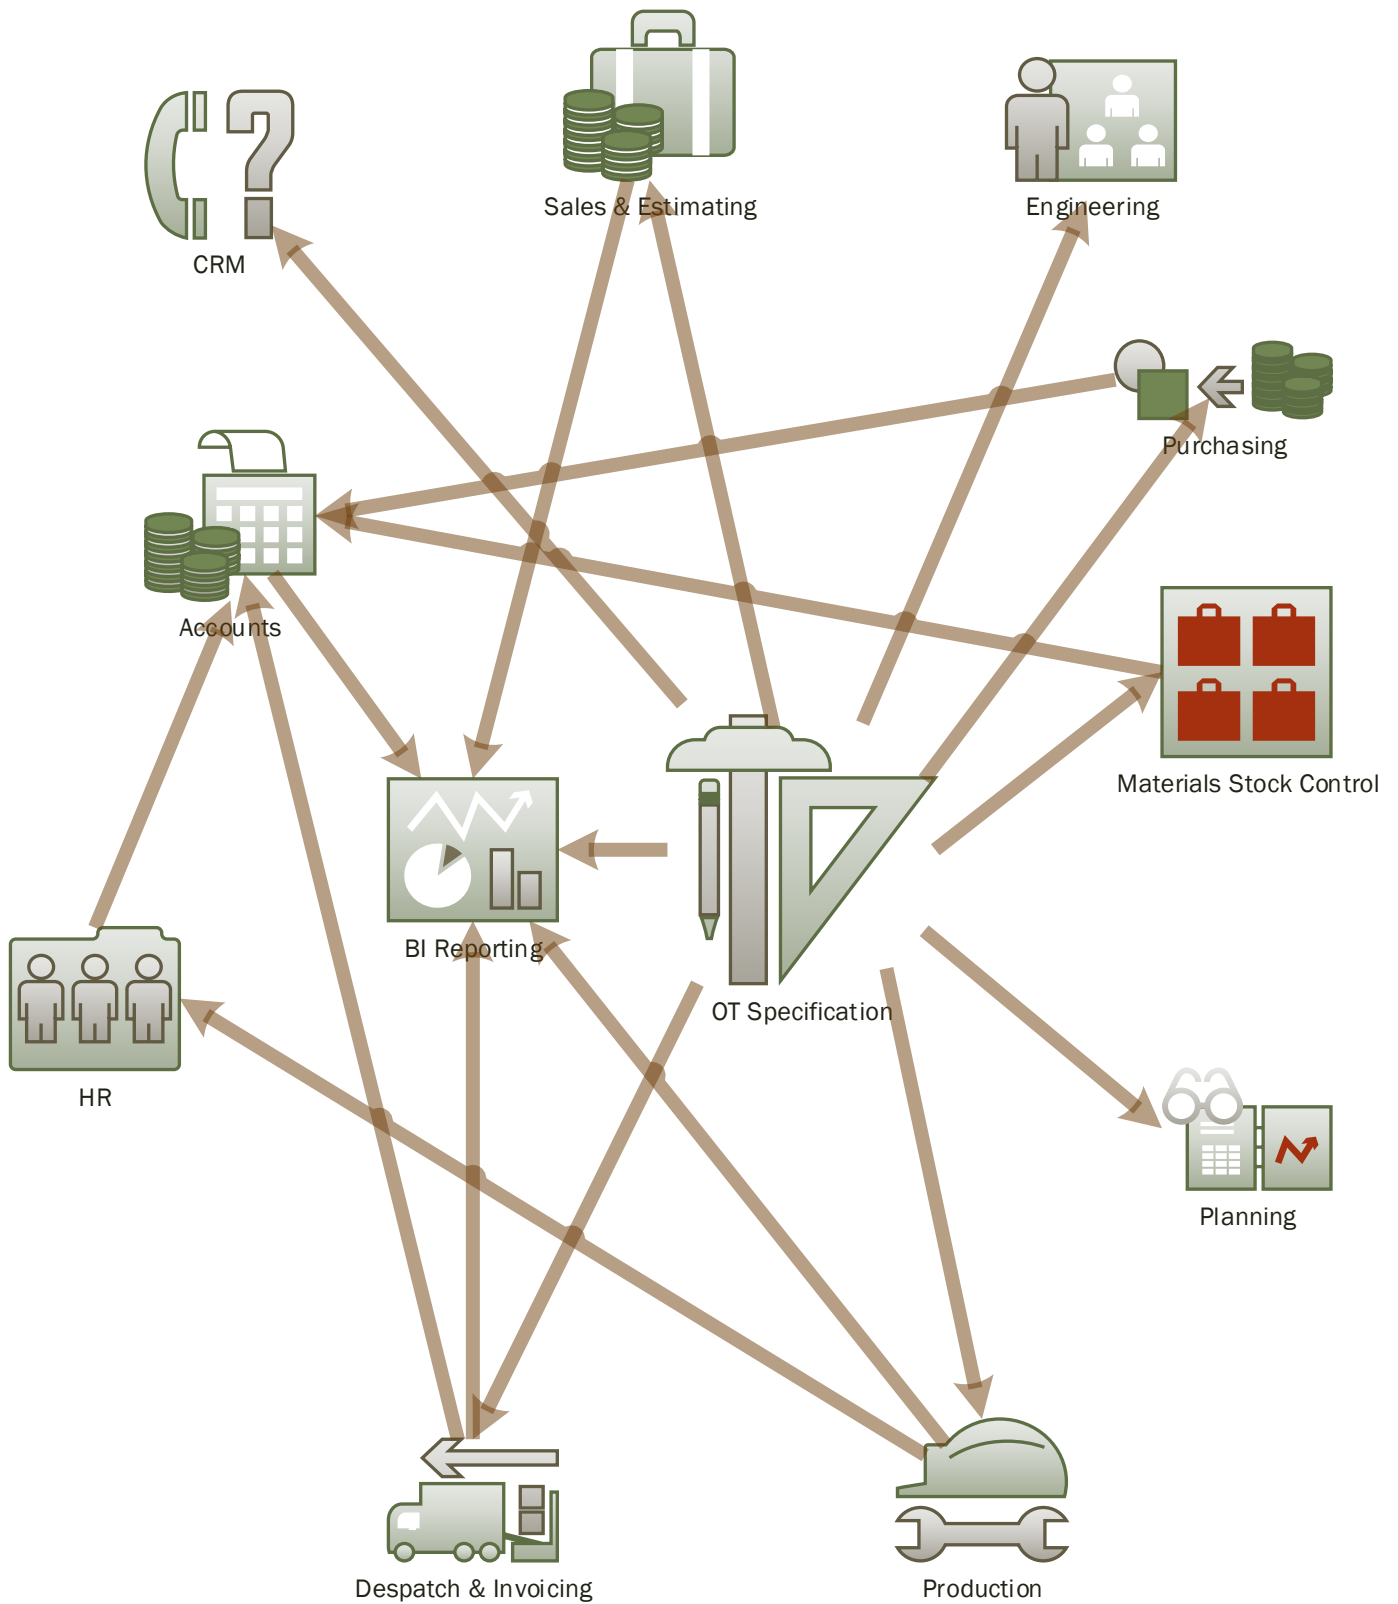 Sales & Estimating
Engineering
CRM
Purchasing
Accounts
Materials Stock Control
BI Reporting
OT Specification
HR
Planning
Despatch & Invoicing
Production